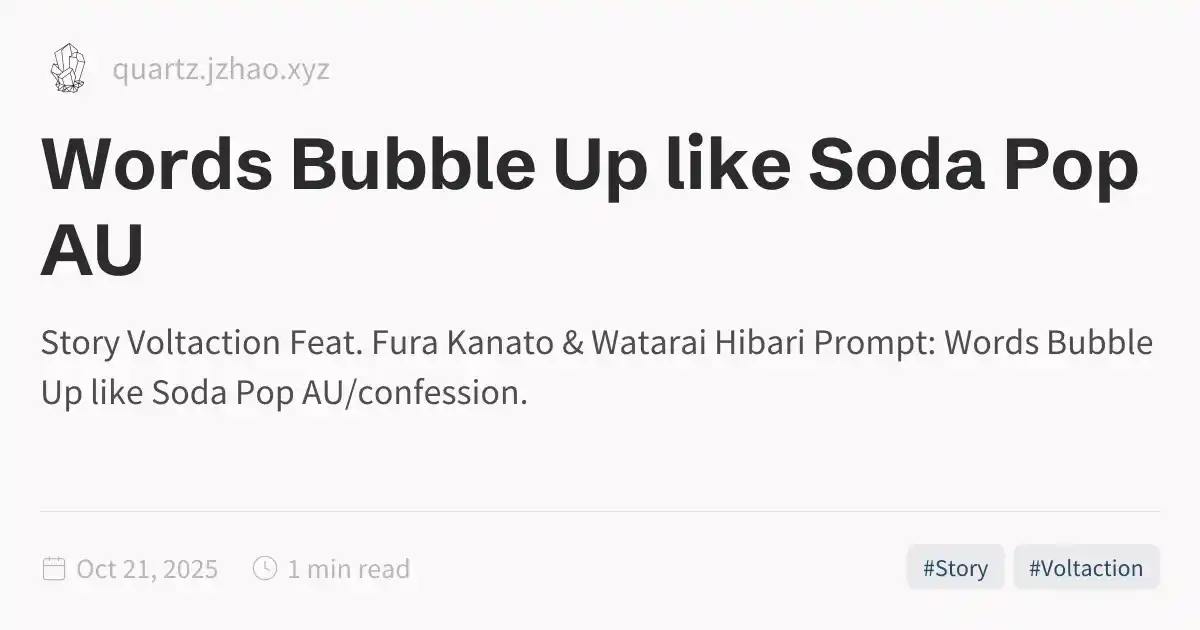 quartz.jzhao.xyz
Words Bubble Up like Soda Pop
AU
Story Voltaction Feat. Fura Kanato & Watarai Hibari Prompt: Words Bubble
Up like Soda Pop AU/confession.
Oct 21, 2025
1 min read
#Story
#Voltaction